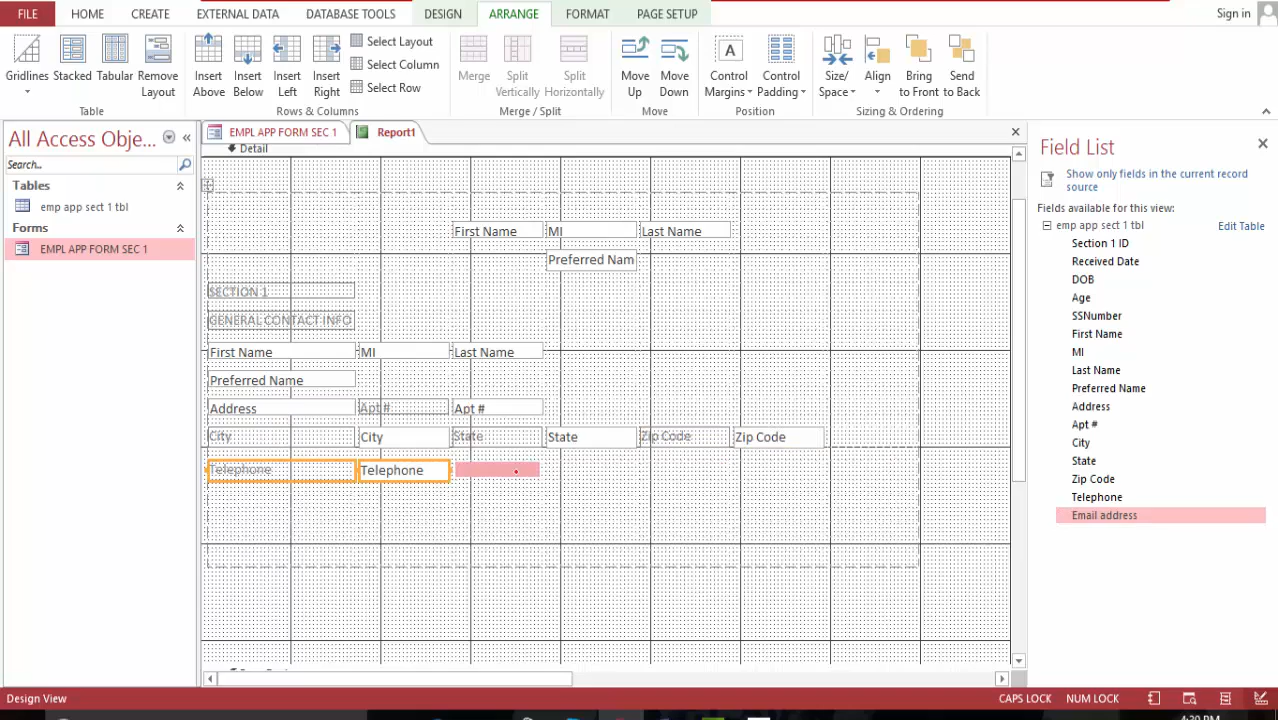 FILE HOME CREATE EXTERNAL DATA DATABASE TOOLS DESIGN ARRANGE FORMAT PAGE SETUP Sign in
Gridlines Stacked Tabular Remove Layout
Table
Insert Above Insert Below Insert Left Insert Right
Select Layout
Select Column
Select Row
Rows & Columns
Merge Split Vertically Split Horizontally
Merge / Split
Move Up Move Down
Move
Control Margins Control Padding
Position
Size/ Space Align Bring to Front Send to Back
Sizing & Ordering
All Access Obje...
Search...
Tables
emp app sect 1 tbl
Forms
EMPL APP FORM SEC 1
EMPL APP FORM SEC 1 Report1
Detail
First Name MI Last Name
Preferred Nam
SECTION 1
GENERAL CONTACT INFO
First Name MI Last Name
Preferred Name
Address Apt # Apt #
City City State State Zip Code Zip Code
Telephone Telephone
Field List
Show only fields in the current record
source
Fields available for this view:
emp app sect 1 tbl Edit Table
Section 1 ID
Received Date
DOB
Age
SSNumber
First Name
MI
Last Name
Preferred Name
Address
Apt #
City
State
Zip Code
Telephone
Email address
Design View CAPS LOCK NUM LOCK